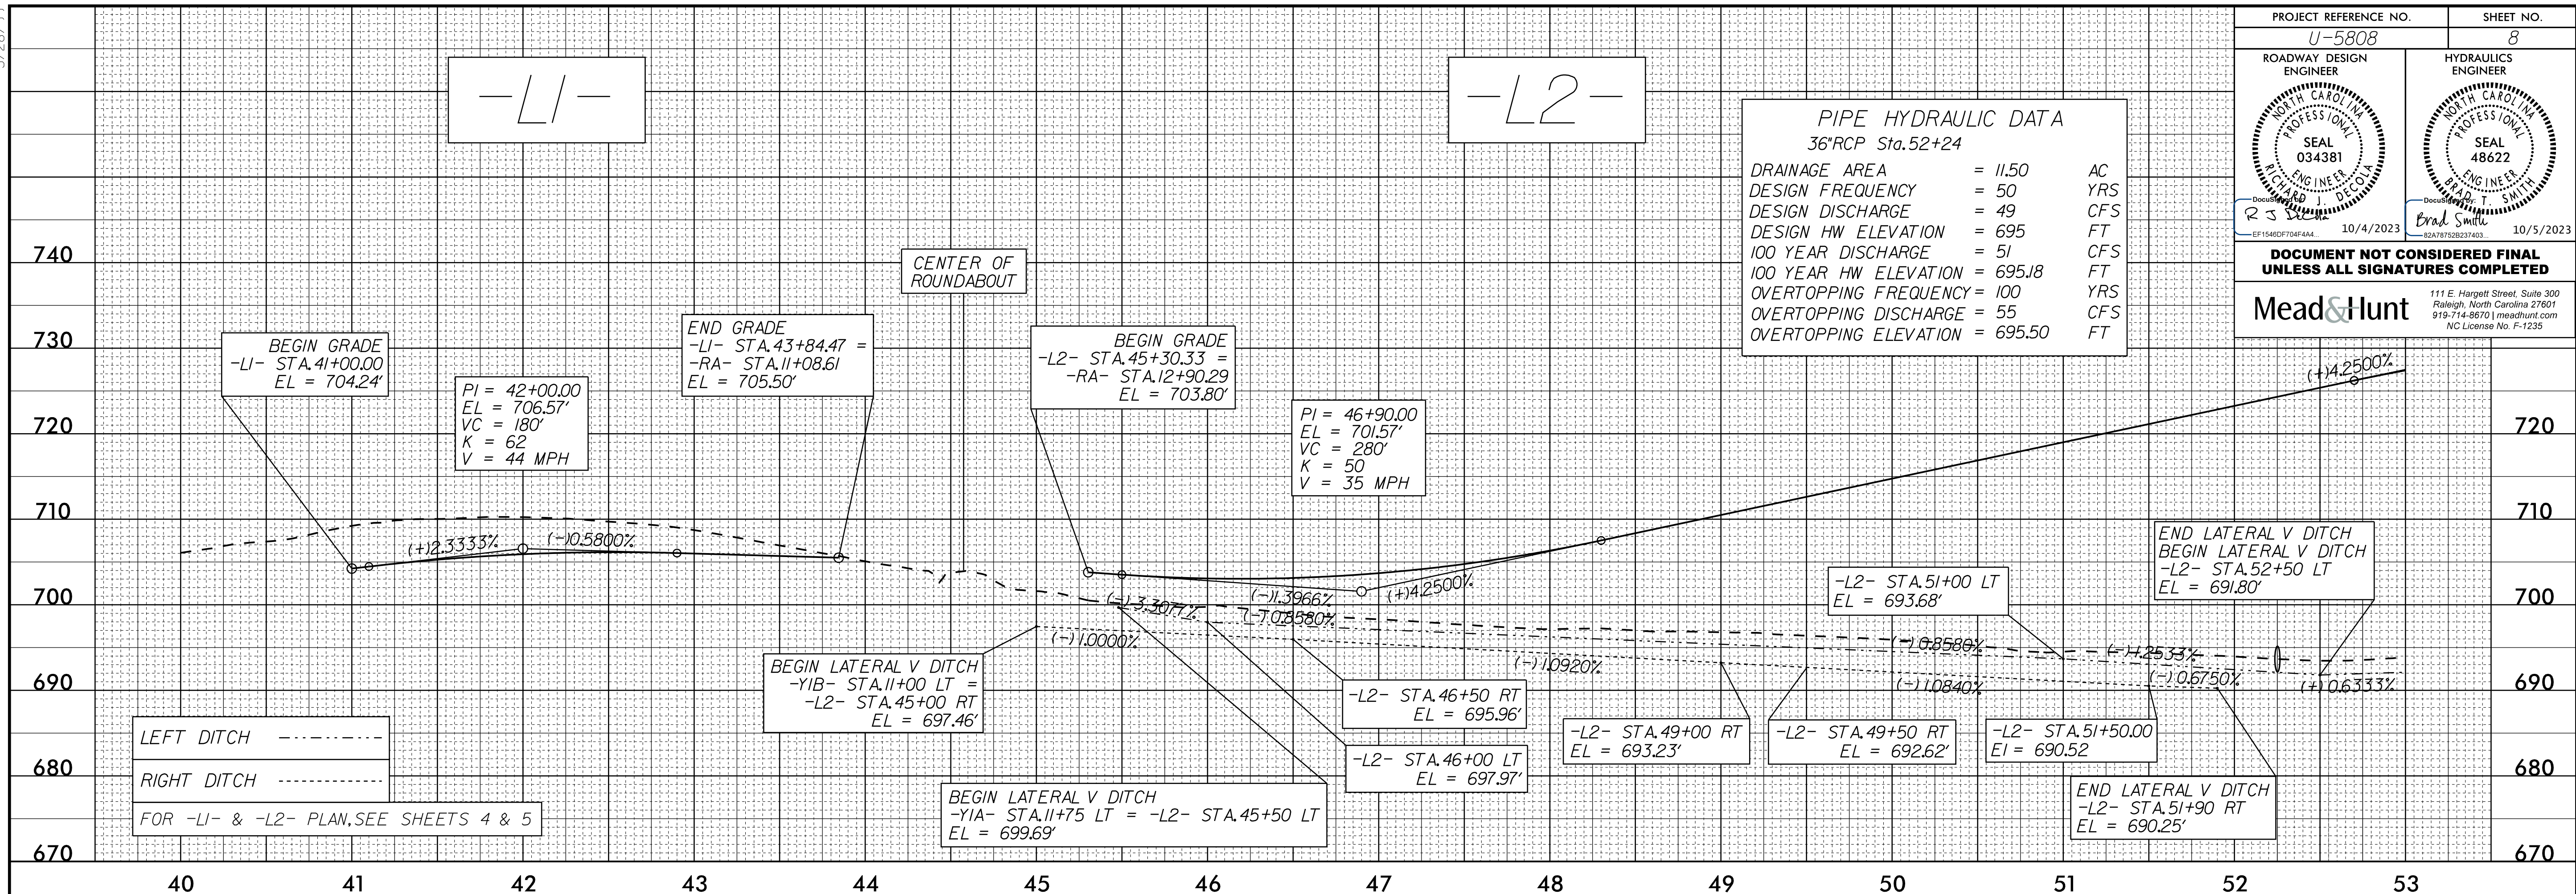 PROJECT REFERENCE NO. SHEET NO.
U-5808 8
ROADWAY DESIGN ENGINEER
HYDRAULICS ENGINEER
NORTH CAROLINA
PROFESSIONAL
SEAL
034381
ENGINEER
RICHARD J. DECOLA
NORTH CAROLINA
PROFESSIONAL
SEAL
48622
ENGINEER
BRAD T. SMITH
R J DeCola
EF1546DF704F4A4...
10/4/2023
DocuSigned by:
Brad Smith
82A78752B237403...
10/5/2023
DOCUMENT NOT CONSIDERED FINAL
UNLESS ALL SIGNATURES COMPLETED
Mead&Hunt
111 E. Hargett Street, Suite 300
Raleigh, North Carolina 27601
919-714-8670 | meadhunt.com
NC License No. F-1235
-L1-
-L2-
PIPE HYDRAULIC DATA
36"RCP Sta.52+24
DRAINAGE AREA = 11.50 AC
DESIGN FREQUENCY = 50 YRS
DESIGN DISCHARGE = 49 CFS
DESIGN HW ELEVATION = 695 FT
100 YEAR DISCHARGE = 51 CFS
100 YEAR HW ELEVATION = 695.18 FT
OVERTOPPING FREQUENCY = 100 YRS
OVERTOPPING DISCHARGE = 55 CFS
OVERTOPPING ELEVATION = 695.50 FT
CENTER OF
ROUNDABOUT
BEGIN GRADE
-L1- STA.41+00.00
EL = 704.24'
PI = 42+00.00
EL = 706.57'
VC = 180'
K = 62
V = 44 MPH
END GRADE
-L1- STA.43+84.47 =
-RA- STA.11+08.61
EL = 705.50'
BEGIN GRADE
-L2- STA.45+30.33 =
-RA- STA.12+90.29
EL = 703.80'
PI = 46+90.00
EL = 701.57'
VC = 280'
K = 50
V = 35 MPH
(+)4.2500%
(+)2.3333%
(-)0.5800%
(-)3.3077%
(-)1.3966%
(-)0.8580%
(+)4.2500%
(-)1.0000%
(-)1.0920%
(-)0.8580%
(-)1.2533%
(-)1.0840%
(-)0.6750%
(+)0.6333%
END LATERAL V DITCH
BEGIN LATERAL V DITCH
-L2- STA.52+50 LT
EL = 691.80'
-L2- STA.51+00 LT
EL = 693.68'
BEGIN LATERAL V DITCH
-Y1B- STA.11+00 LT =
-L2- STA.45+00 RT
EL = 697.46'
-L2- STA.46+50 RT
EL = 695.96'
-L2- STA.46+00 LT
EL = 697.97'
-L2- STA.49+00 RT
EL = 693.23'
-L2- STA.49+50 RT
EL = 692.62'
-L2- STA.51+50.00
El = 690.52
BEGIN LATERAL V DITCH
-Y1A- STA.11+75 LT = -L2- STA.45+50 LT
EL = 699.69'
END LATERAL V DITCH
-L2- STA.51+90 RT
EL = 690.25'
LEFT DITCH
RIGHT DITCH
FOR -L1- & -L2- PLAN,SEE SHEETS 4 & 5
740
730
720
710
700
690
680
670
720
710
700
690
680
670
40 41 42 43 44 45 46 47 48 49 50 51 52 53